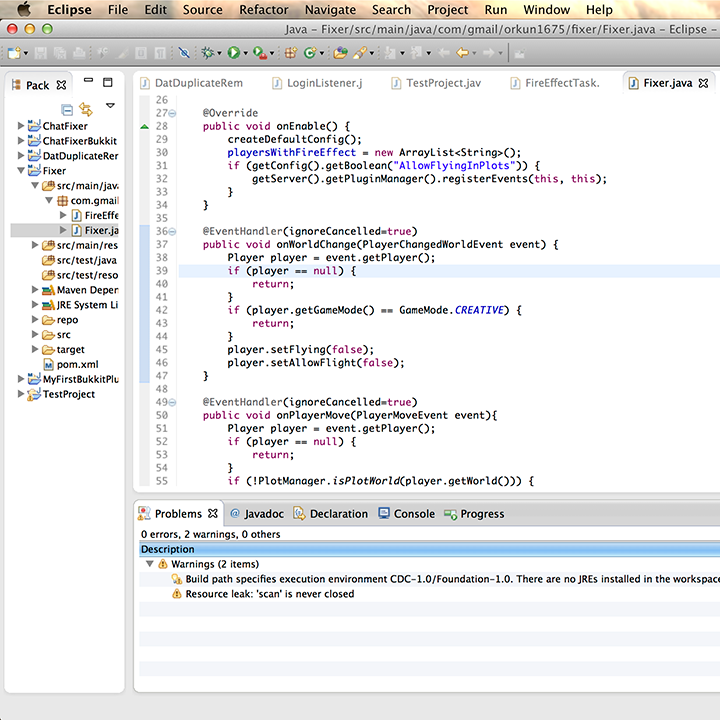 Eclipse File Edit Source Refactor Navigate Search Project Run Window Help
Java – Fixer/src/main/java/com/gmail/orkun1675/fixer/Fixer.java – Eclipse –
Pack
ChatFixer
ChatFixerBukkit
DatDuplicateRer
Fixer
src/main/java
com.gmail
FireEffe
Fixer.ja
src/main/res
src/test/java
src/test/reso
Maven Depen
JRE System Li
repo
src
target
pom.xml
MyFirstBukkitPlu
TestProject
DatDuplicateRem LoginListener.j TestProject.jav FireEffectTask. Fixer.java
26
27 @Override
28 public void onEnable() {
29 createDefaultConfig();
30 playersWithFireEffect = new ArrayList<String>();
31 if (getConfig().getBoolean("AllowFlyingInPlots")) {
32 getServer().getPluginManager().registerEvents(this, this);
33 }
34 }
35
36 @EventHandler(ignoreCancelled=true)
37 public void onWorldChange(PlayerChangedWorldEvent event) {
38 Player player = event.getPlayer();
39 if (player == null) {
40 return;
41 }
42 if (player.getGameMode() == GameMode.CREATIVE) {
43 return;
44 }
45 player.setFlying(false);
46 player.setAllowFlight(false);
47 }
48
49 @EventHandler(ignoreCancelled=true)
50 public void onPlayerMove(PlayerMoveEvent event){
51 Player player = event.getPlayer();
52 if (player == null) {
53 return;
54 }
55 if (!PlotManager.isPlotWorld(player.getWorld())) {
Problems Javadoc Declaration Console Progress
0 errors, 2 warnings, 0 others
Description
Warnings (2 items)
Build path specifies execution environment CDC-1.0/Foundation-1.0. There are no JREs installed in the workspace
Resource leak: 'scan' is never closed